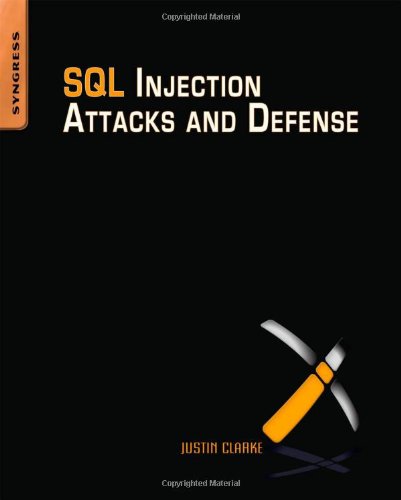 Copyrighted Material
SYNGRESS
SQL INJECTION
ATTACKS AND DEFENSE
JUSTIN CLARKE
Copyrighted Material